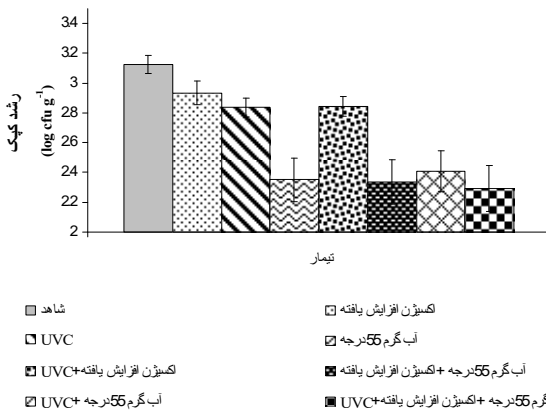 34
32
3
28
26
24
22
2
رشد کپک
(log cfu g⁻¹)
تیمار
شاهد
اکسیژن افزایش یافته
UVC
آب گرم 55درجه
اکسیژن افزایش یافته+UVC
آب گرم 55درجه +اکسیژن افزایش یافته
آب گرم 55درجه +UVC
گرم 55درجه +اکسیژن افزایش یافته+UVC